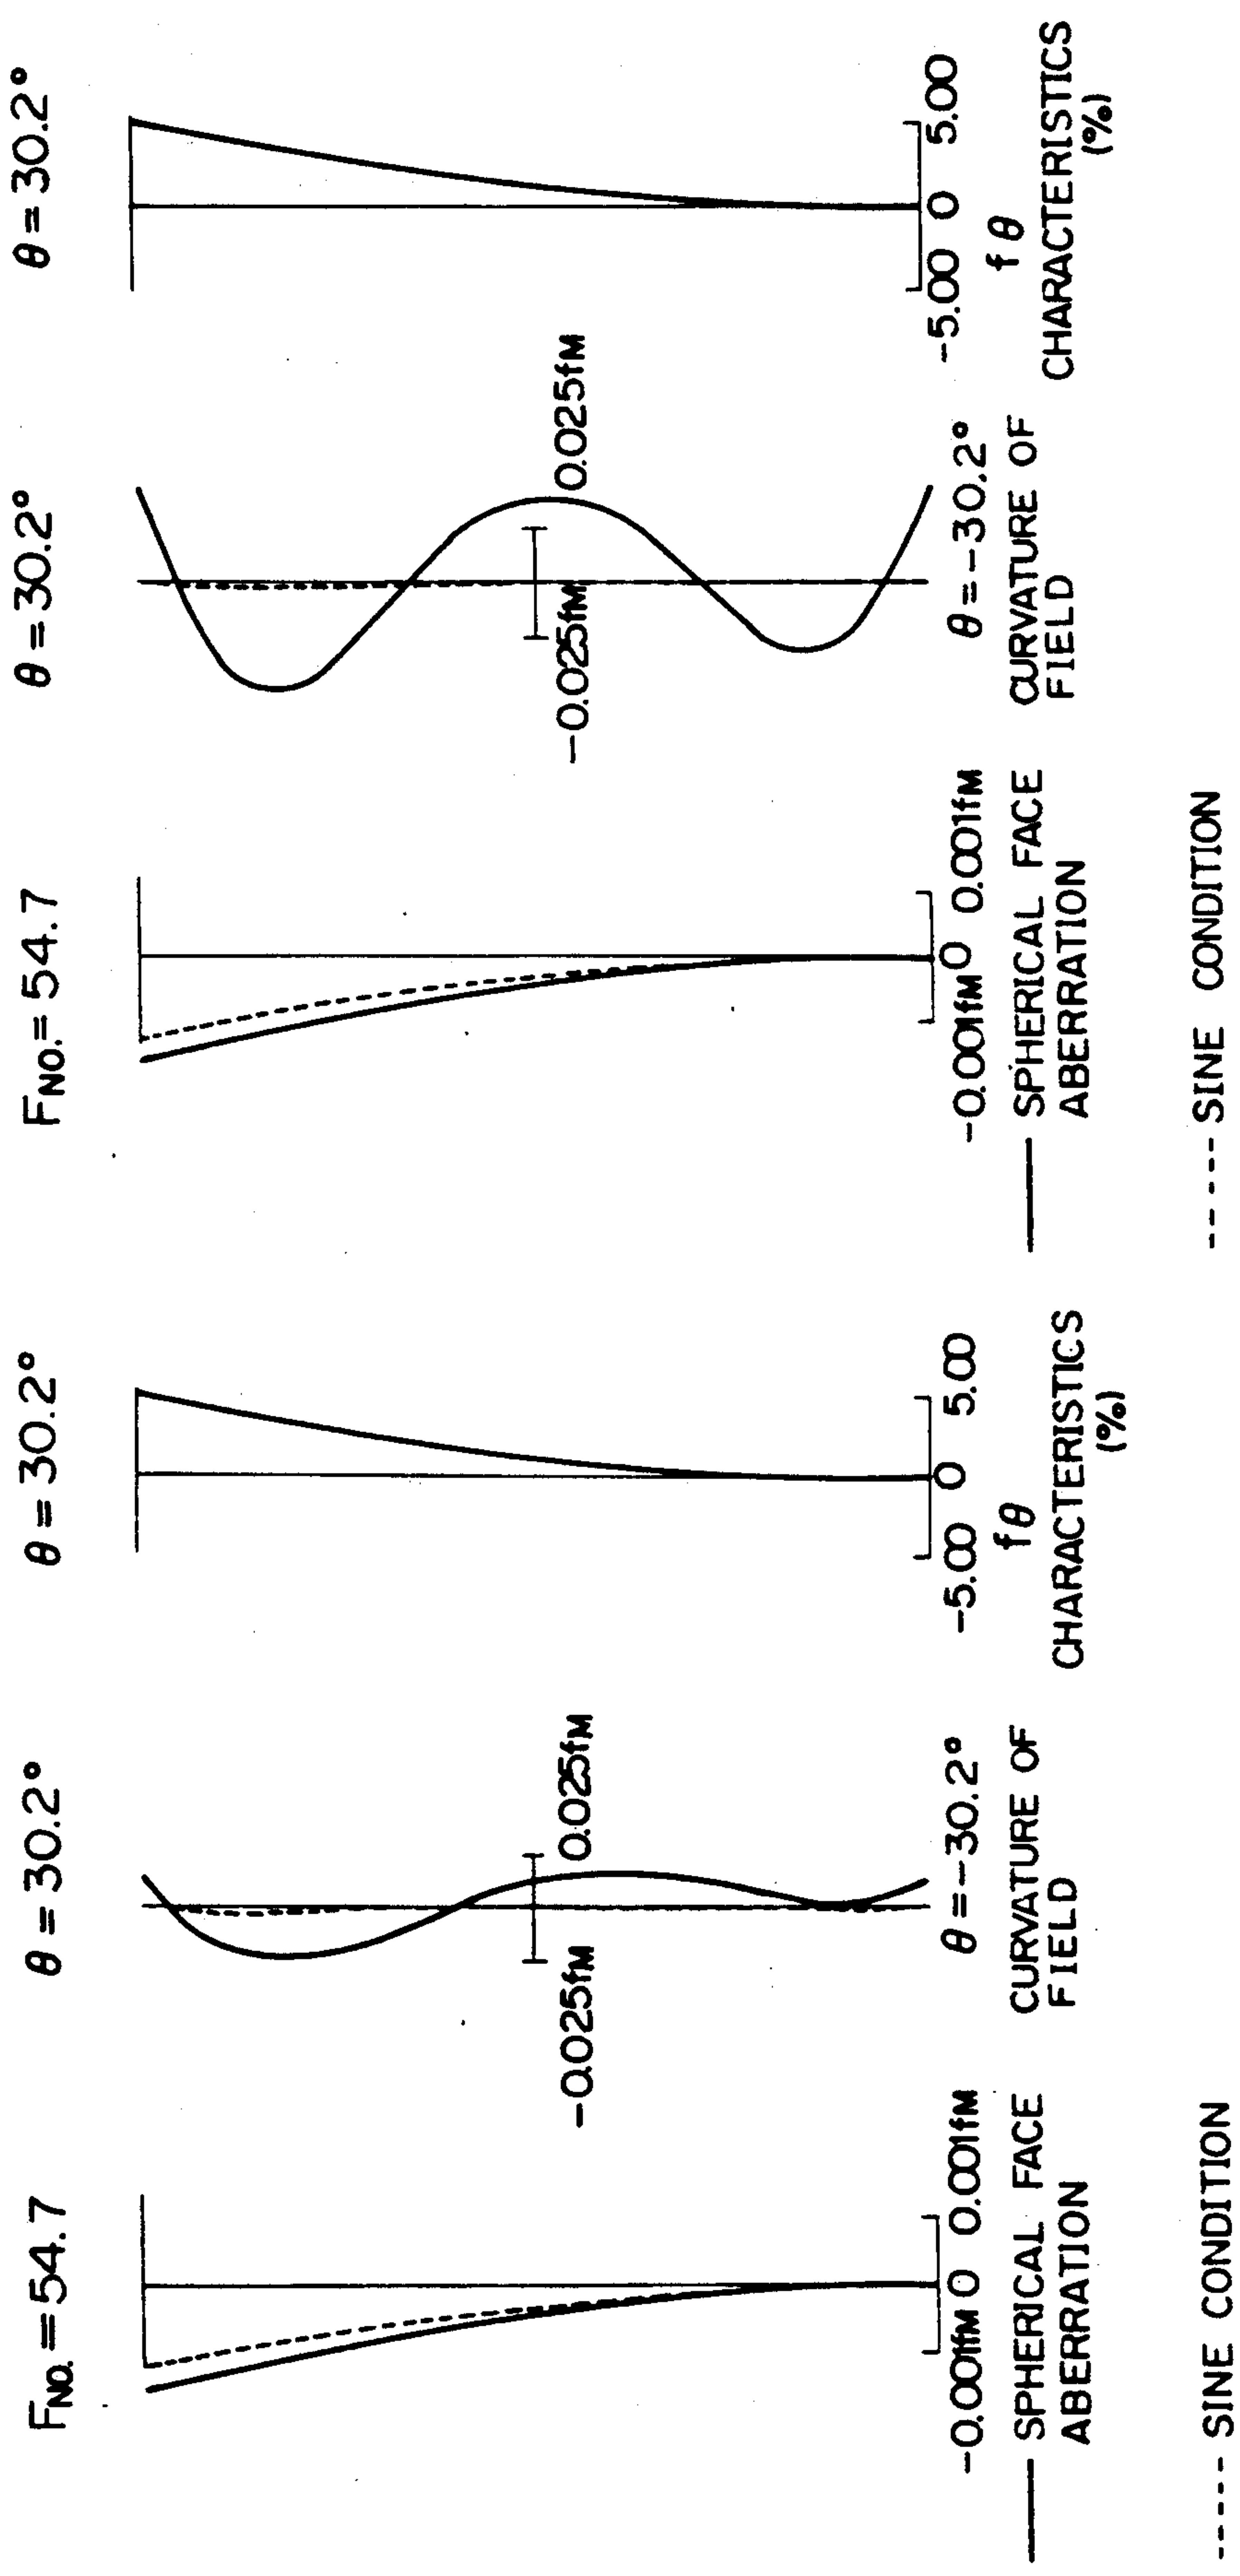 FNO. = 54.7
-0.001fM 0 0.001fM
SPHERICAL FACE
ABERRATION
----- SINE CONDITION
θ = 30.2°
-0.025fM 0.025fM
θ = -30.2°
CURVATURE OF
FIELD
θ = 30.2°
-5.00 0 5.00
fθ
CHARACTERISTICS
(%)
FNO. = 54.7
-0.001fM 0 0.001fM
SPHERICAL FACE
ABERRATION
----- SINE CONDITION
θ = 30.2°
-0.025fM 0.025fM
θ = -30.2°
CURVATURE OF
FIELD
θ = 30.2°
-5.00 0 5.00
fθ
CHARACTERISTICS
(%)